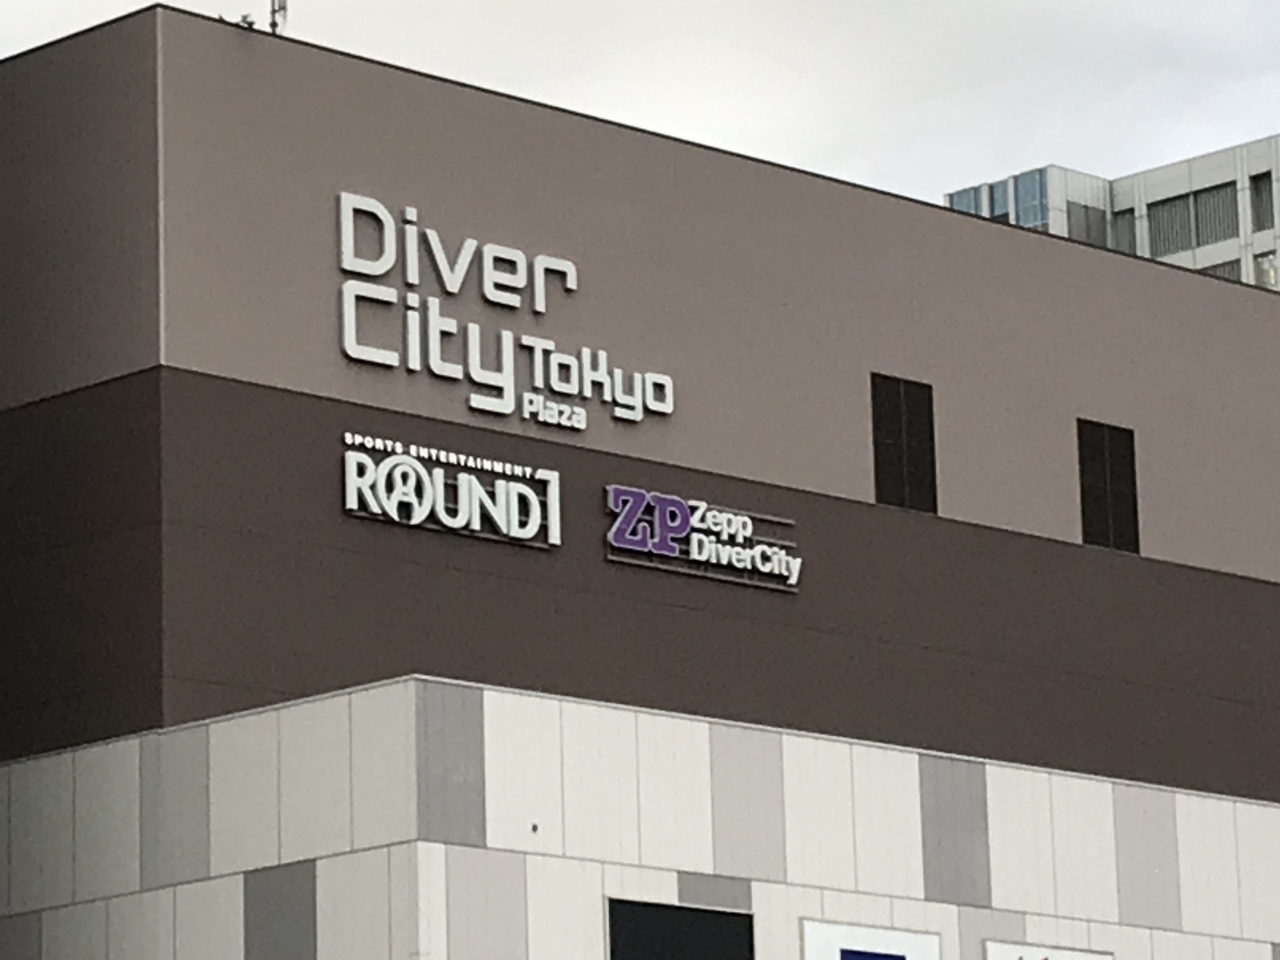 Diver
City Tokyo
Plaza
SPORTS ENTERTAINMENT
ROUND1
ZP Zepp
DiverCity